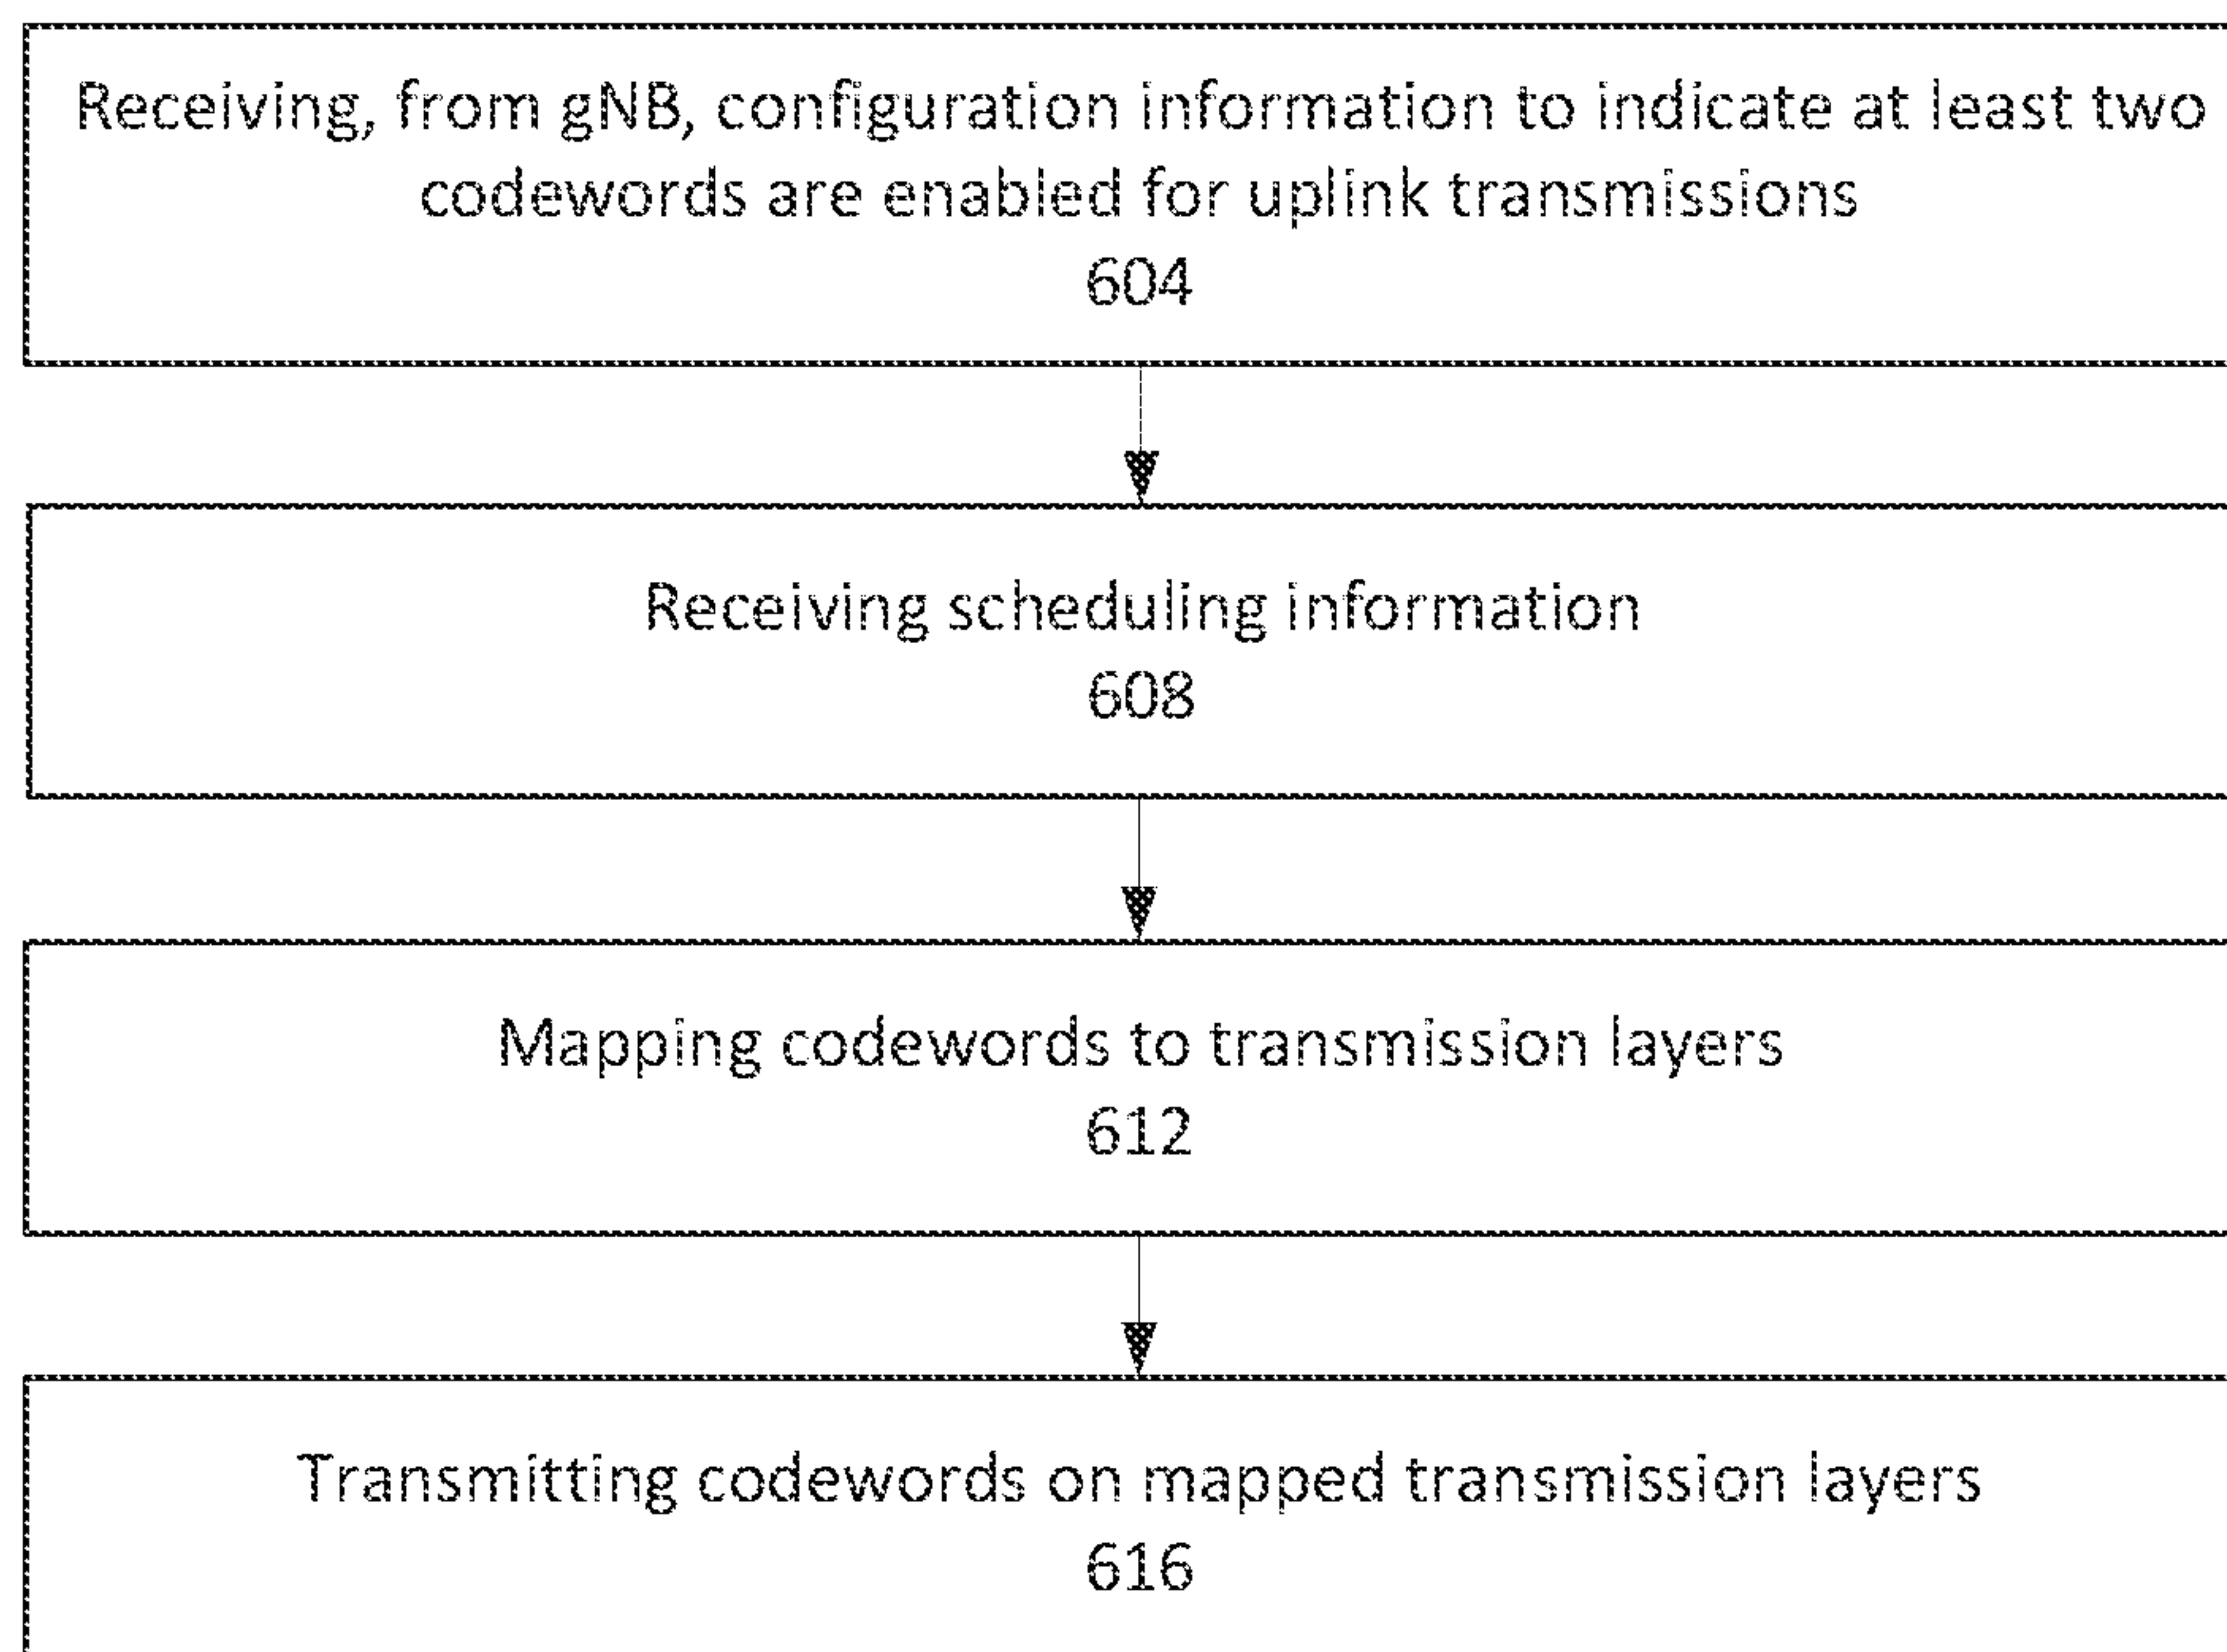 Receiving, from gNB, configuration information to indicate at least two
codewords are enabled for uplink transmissions
604
Receiving scheduling information
608
Mapping codewords to transmission layers
612
Transmitting codewords on mapped transmission layers
616